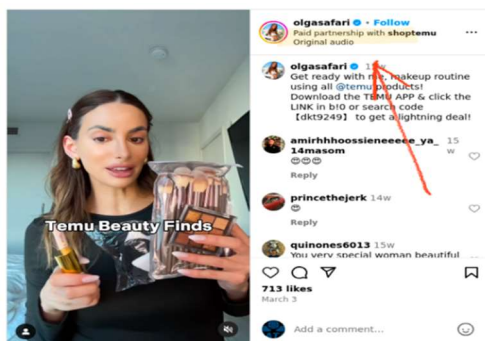 olgasafari • Follow
Paid partnership with shoptemu
Original audio
olgasafari
Get ready with me, makeup routine
using all @temu products!
Download the TEMU APP & click the
LINK in b!0 or search code
【dkt9249】 to get a lightning deal!
amirhhhoossieneeeee_ya_ 15
14masom w
😍😍😍
Reply
princethejerk 14w
😍
Reply
quinones6013 15w
You very special woman beautiful
Temu Beauty Finds
713 likes
March 3
Add a comment...